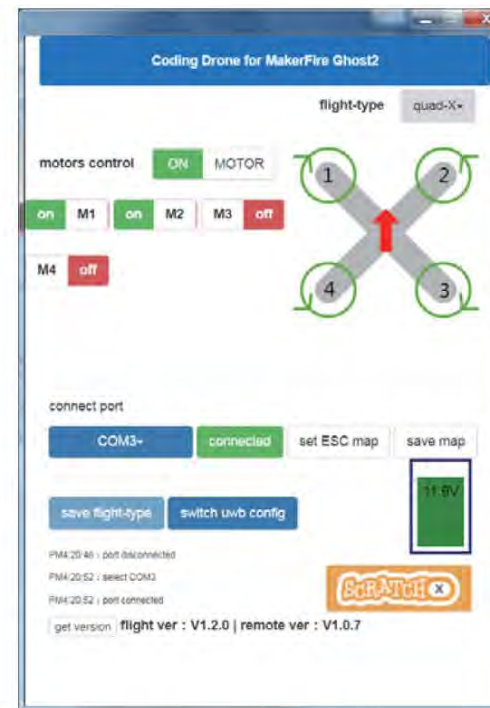 Coding Drone for MakerFire Ghost2
flight-type quad-X
motors control ON MOTOR
1 2
on M1 on M2 M3 off
M4 off
4 3
connect port
COM3 connected set ESC map save map
11.9V
save flight-type switch uwb config
PM4:20:46 : port disconnected
PM4:20:52 : select COM3
PM4:20:52 : port connected
SCRATCH X
get version flight ver : V1.2.0 | remote ver : V1.0.7